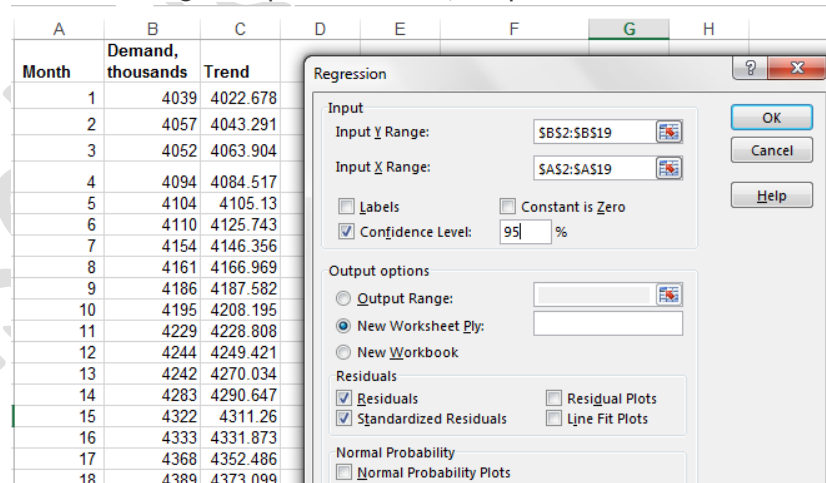 A B C D E F G H
Demand,
Month thousands Trend
1 4039 4022.678
2 4057 4043.291
3 4052 4063.904
4 4094 4084.517
5 4104 4105.13
6 4110 4125.743
7 4154 4146.356
8 4161 4166.969
9 4186 4187.582
10 4195 4208.195
11 4229 4228.808
12 4244 4249.421
13 4242 4270.034
14 4283 4290.647
15 4322 4311.26
16 4333 4331.873
17 4368 4352.486
18 4389 4373.099
Regression
Input
Input Y Range: $B$2:$B$19
Input X Range: $A$2:$A$19
Labels Constant is Zero
Confidence Level: 95 %
Output options
Output Range:
New Worksheet Ply:
New Workbook
Residuals
Residuals Residual Plots
Standardized Residuals Line Fit Plots
Normal Probability
Normal Probability Plots
? X
OK
Cancel
Help